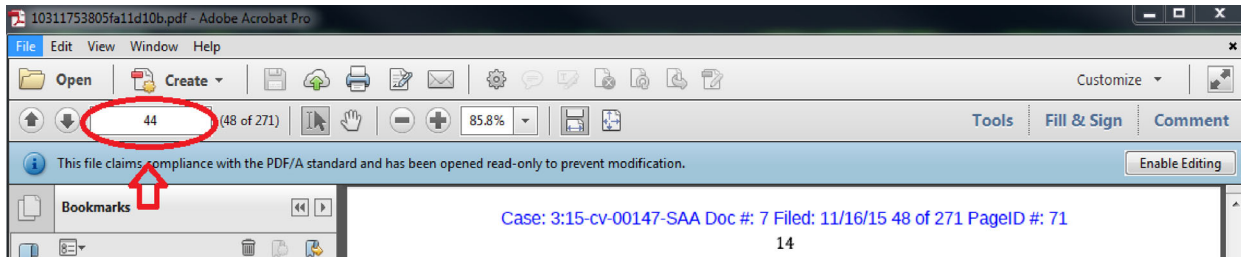 10311753805fa11d10b.pdf - Adobe Acrobat Pro
File Edit View Window Help
Open Create Customize
44 (48 of 271) 85.8% Tools Fill & Sign Comment
This file claims compliance with the PDF/A standard and has been opened read-only to prevent modification. Enable Editing
Bookmarks
Case: 3:15-cv-00147-SAA Doc #: 7 Filed: 11/16/15 48 of 271 PageID #: 71
14